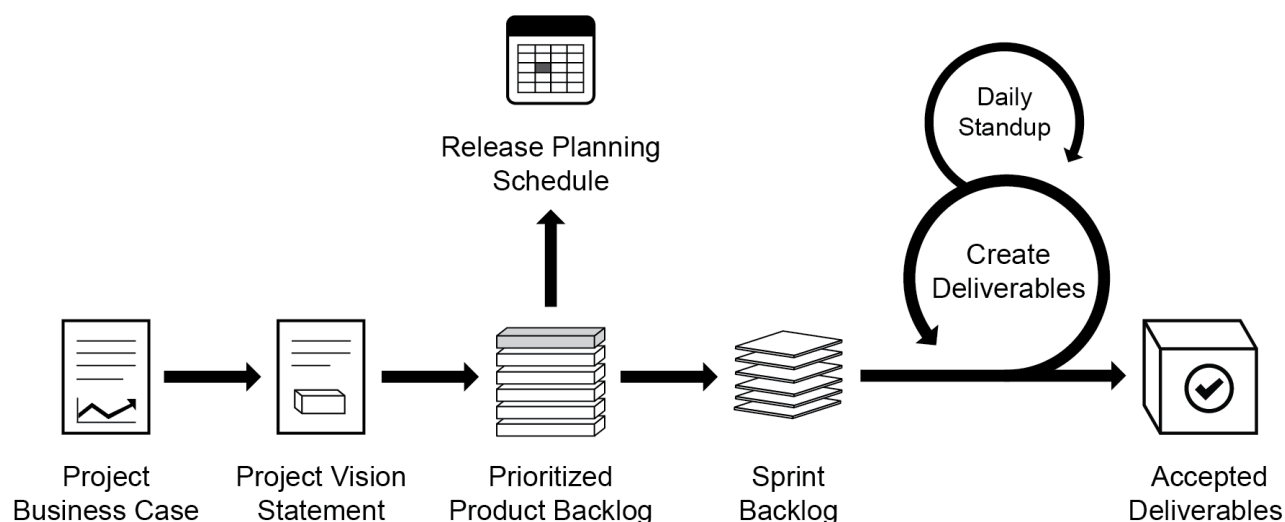 Release Planning
Schedule
Daily
Standup
Create
Deliverables
Project
Business Case
Project Vision
Statement
Prioritized
Product Backlog
Sprint
Backlog
Accepted
Deliverables